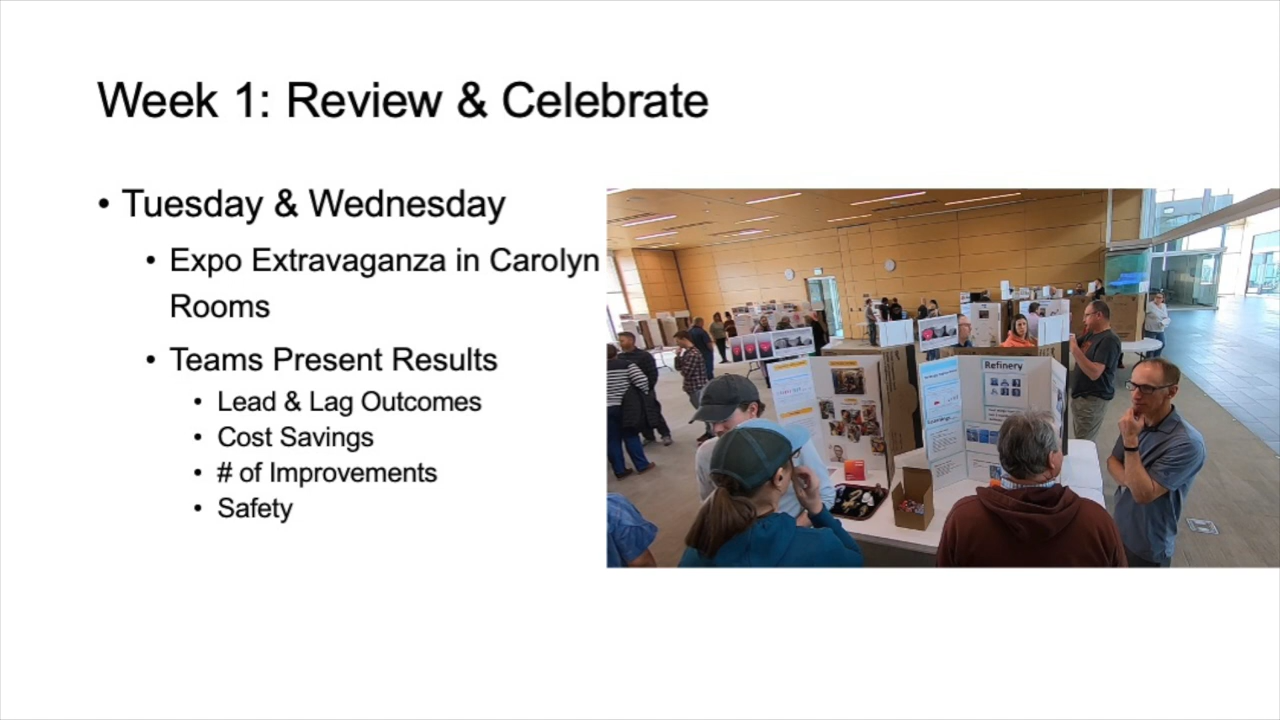 Week 1: Review & Celebrate
• Tuesday & Wednesday
• Expo Extravaganza in Carolyn
Rooms
• Teams Present Results
• Lead & Lag Outcomes
• Cost Savings
• # of Improvements
• Safety
Refinery